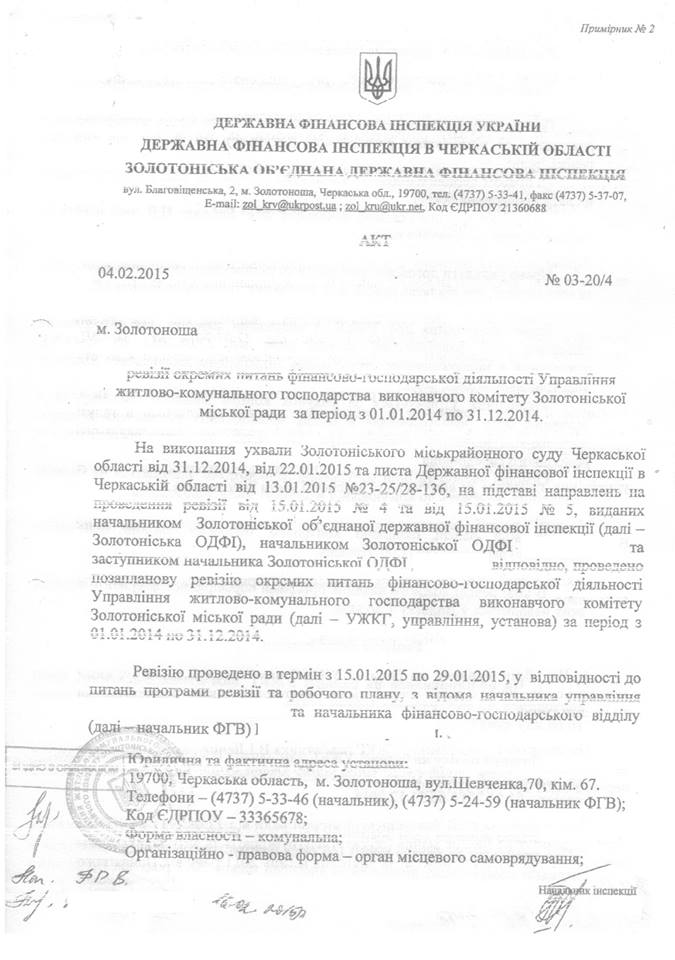 Примірник № 2
ДЕРЖАВНА ФІНАНСОВА ІНСПЕКЦІЯ УКРАЇНИ
ДЕРЖАВНА ФІНАНСОВА ІНСПЕКЦІЯ В ЧЕРКАСЬКІЙ ОБЛАСТІ
ЗОЛОТОНІСЬКА ОБ’ЄДНАНА ДЕРЖАВНА ФІНАНСОВА ІНСПЕКЦІЯ
вул. Благовіщенська, 2, м. Золотоноша, Черкаська обл., 19700, тел. (4737) 5-33-41, факс (4737) 5-37-07,
E-mail: zol_krv@ukrpost.ua ; zol_kru@ukr.net, Код ЄДРПОУ 21360688
АКТ
04.02.2015
№ 03-20/4
м. Золотоноша
ревізії окремих питань фінансово-господарської діяльності Управління
житлово-комунального господарства виконавчого комітету Золотоніської
міської ради за період з 01.01.2014 по 31.12.2014.
На виконання ухвали Золотоніського міськрайонного суду Черкаської
області від 31.12.2014, від 22.01.2015 та листа Державної фінансової інспекції в
Черкаській області від 13.01.2015 №23-25/28-136, на підставі направлень на
проведення ревізії від 15.01.2015 № 4 та від 15.01.2015 № 5, виданих
начальником Золотоніської об’єднаної державної фінансової інспекції (далі –
Золотоніська ОДФІ), начальником Золотоніської ОДФІ та
заступником начальника Золотоніської ОДФІ відповідно, проведено
позапланову ревізію окремих питань фінансово-господарської діяльності
Управління житлово-комунального господарства виконавчого комітету
Золотоніської міської ради (далі – УЖКГ, управління, установа) за період з
01.01.2014 по 31.12.2014.
Ревізію проведено в термін з 15.01.2015 по 29.01.2015, у відповідності до
питань програми ревізії та робочого плану, з відома начальника управління
та начальника фінансово-господарського відділу
(далі – начальник ФГВ)
Юридична та фактична адреса установи:
19700, Черкаська область, м. Золотоноша, вул.Шевченка,70, кім. 67.
Телефони – (4737) 5-33-46 (начальник), (4737) 5-24-59 (начальник ФГВ);
Код ЄДРПОУ – 33365678;
Форма власності – комунальна;
Організаційно - правова форма – орган місцевого самоврядування;
Начальник інспекції